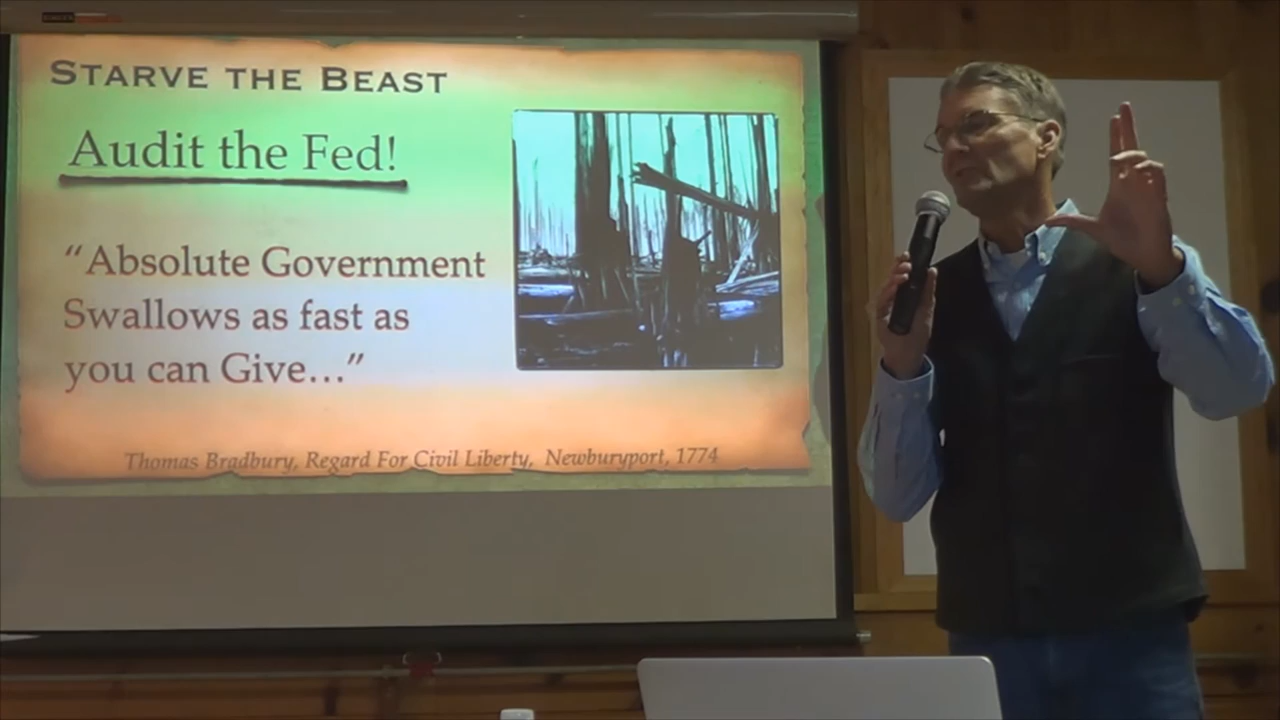 STARVE THE BEAST
Audit the Fed!
“Absolute Government
Swallows as fast as
you can Give…”
Thomas Bradbury, Regard For Civil Liberty, Newburyport, 1774